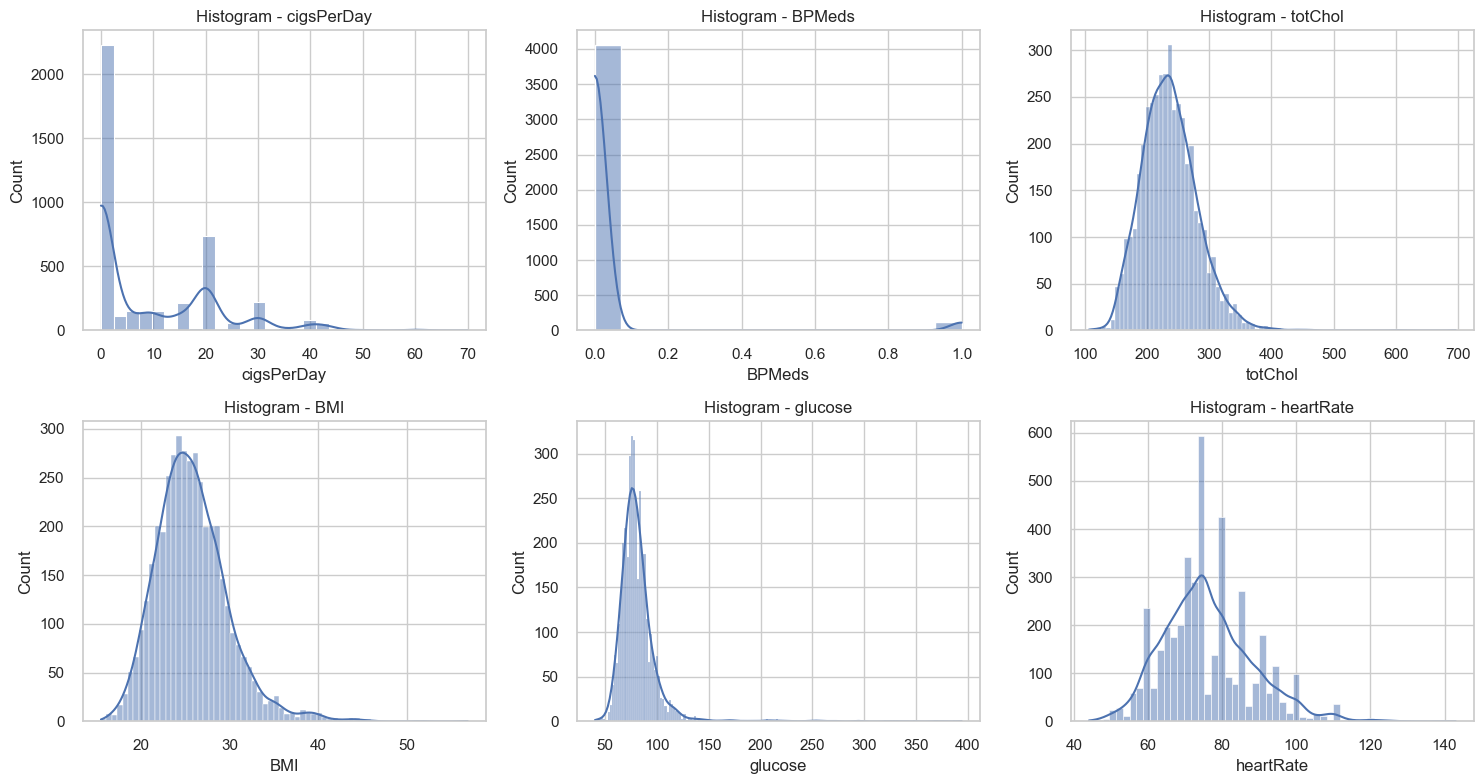 Histogram - cigsPerDay
2000
1500
1000
500
0
Count
0 10 20 30 40 50 60 70
cigsPerDay
Histogram - BPMeds
4000
3500
3000
2500
2000
1500
1000
500
0
Count
0.0 0.2 0.4 0.6 0.8 1.0
BPMeds
Histogram - totChol
300
250
200
150
100
50
0
Count
100 200 300 400 500 600 700
totChol
Histogram - BMI
300
250
200
150
100
50
0
Count
20 30 40 50
BMI
Histogram - glucose
300
250
200
150
100
50
0
Count
50 100 150 200 250 300 350 400
glucose
Histogram - heartRate
600
500
400
300
200
100
0
Count
40 60 80 100 120 140
heartRate